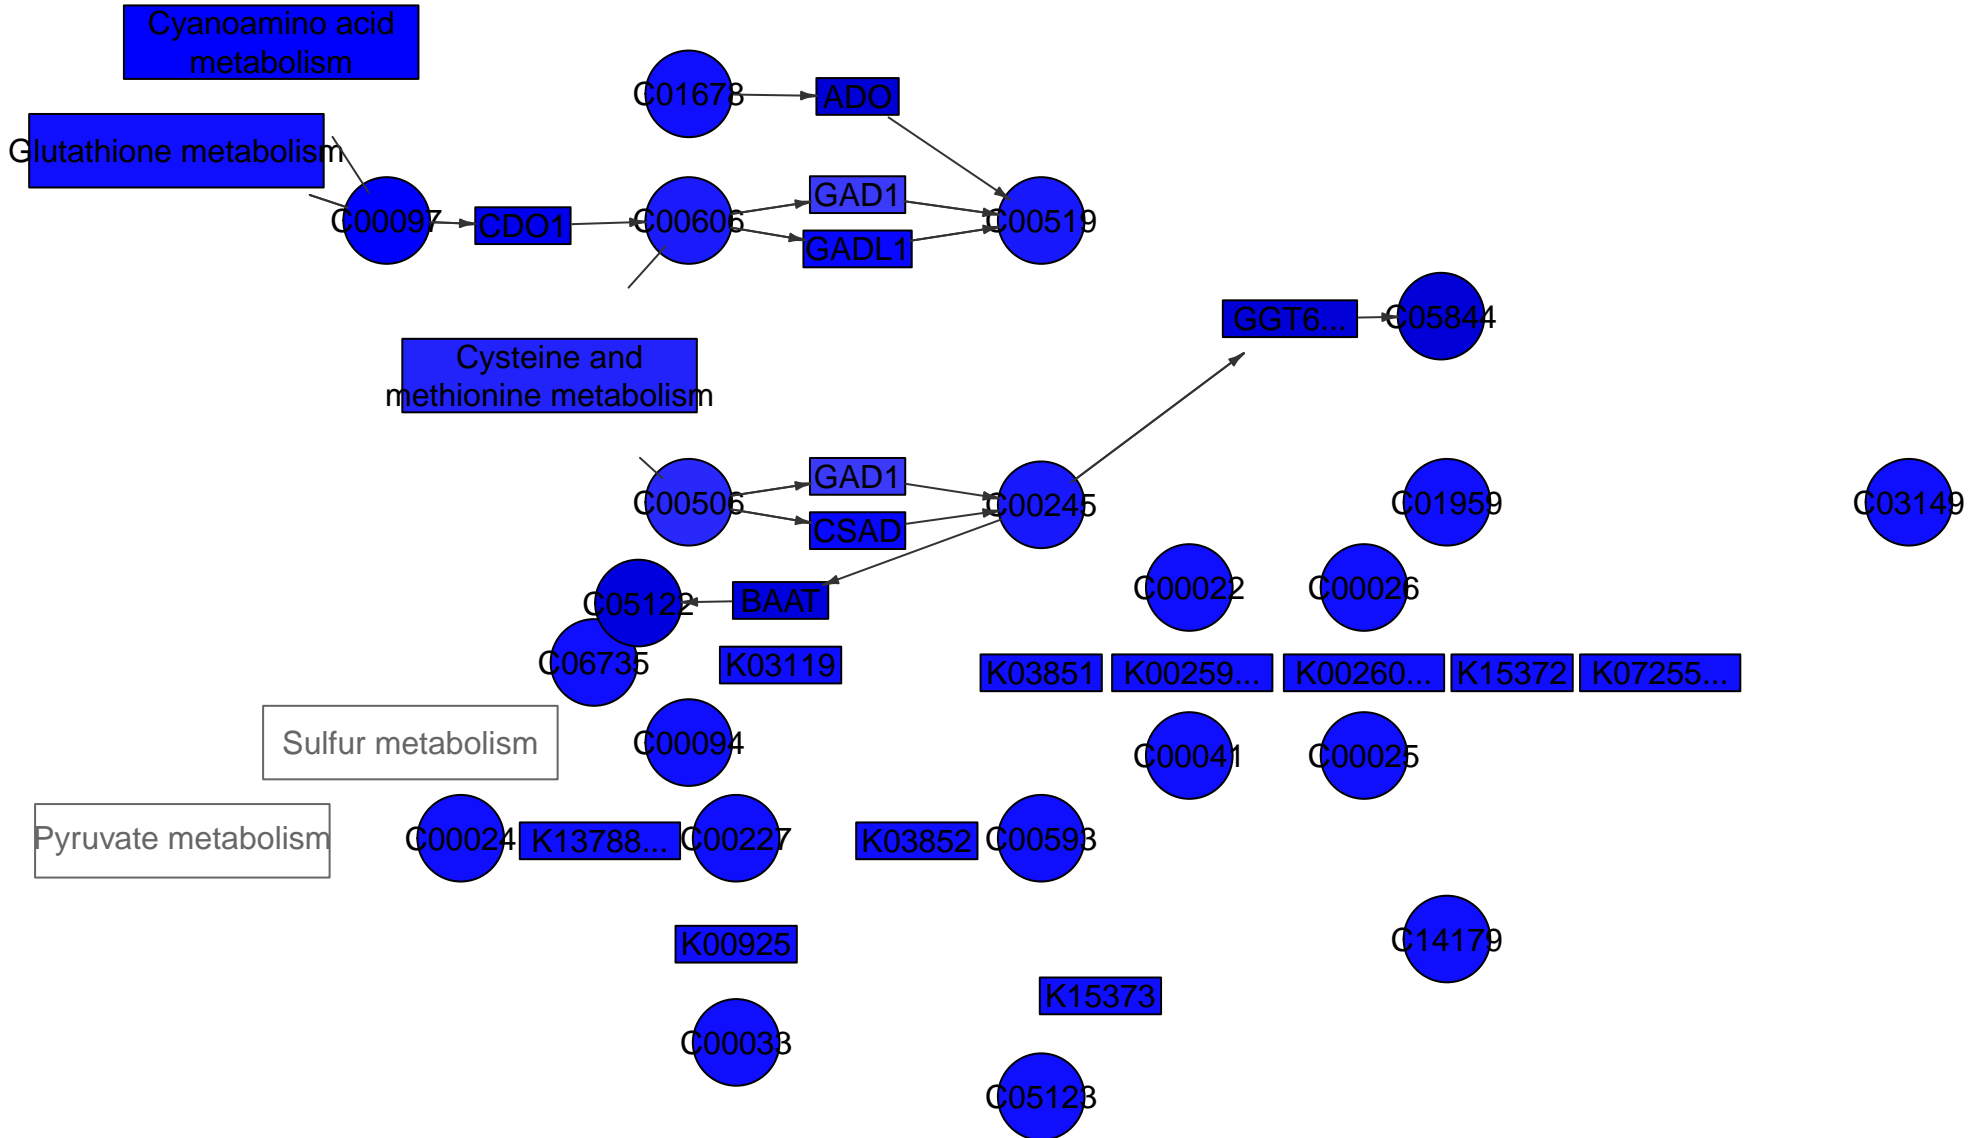 Cyanoamino acid
metabolism
C01678
ADO
Glutathione metabolism
C00097
CDO1
C00606
GAD1
GADL1
C00519
GGT6...
C05844
Cysteine and
methionine metabolism
C00506
GAD1
CSAD
C00245
C01959
C03149
C05122
BAAT
C00022
C00026
C06735
K03119
K03851
K00259...
K00260...
K15372
K07255...
Sulfur metabolism
C00094
C00041
C00025
Pyruvate metabolism
C00024
K13788...
C00227
K03852
C00593
K00925
C14179
K15373
C00033
C05123